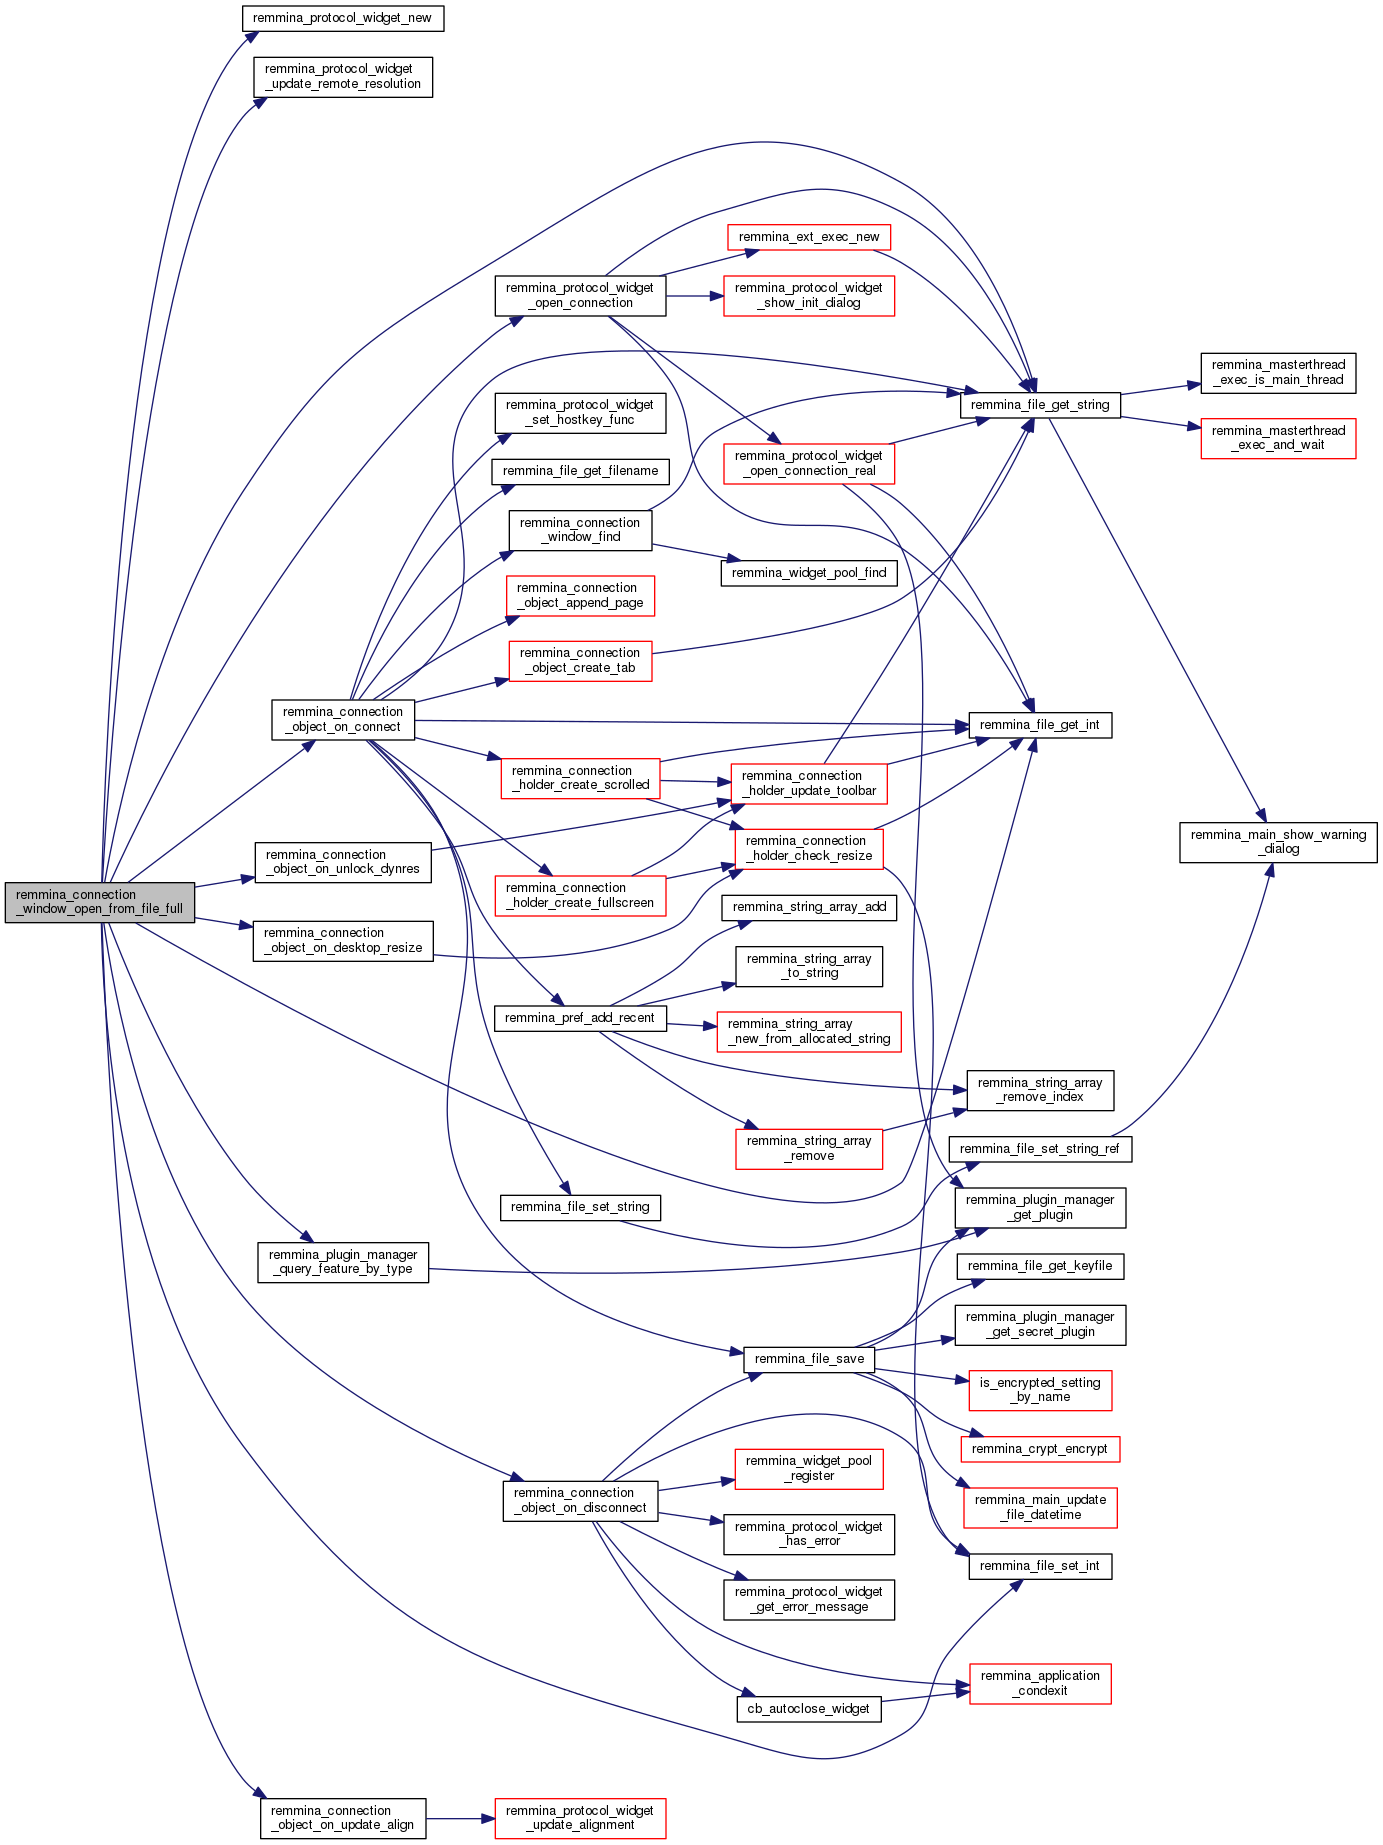 remmina_protocol_widget_new
remmina_protocol_widget
_update_remote_resolution
remmina_ext_exec_new
remmina_protocol_widget
_open_connection
remmina_protocol_widget
_show_init_dialog
remmina_masterthread
_exec_is_main_thread
remmina_protocol_widget
_set_hostkey_func
remmina_file_get_string
remmina_masterthread
_exec_and_wait
remmina_file_get_filename
remmina_protocol_widget
_open_connection_real
remmina_connection
_window_find
remmina_widget_pool_find
remmina_connection
_object_append_page
remmina_connection
_object_create_tab
remmina_connection
_object_on_connect
remmina_file_get_int
remmina_connection
_holder_create_scrolled
remmina_connection
_holder_update_toolbar
remmina_connection
_holder_check_resize
remmina_main_show_warning
_dialog
remmina_connection
_object_on_unlock_dynres
remmina_connection
_window_open_from_file_full
remmina_connection
_holder_create_fullscreen
remmina_string_array_add
remmina_connection
_object_on_desktop_resize
remmina_string_array
_to_string
remmina_pref_add_recent
remmina_string_array
_new_from_allocated_string
remmina_string_array
_remove_index
remmina_string_array
_remove
remmina_file_set_string_ref
remmina_file_set_string
remmina_plugin_manager
_get_plugin
remmina_plugin_manager
_query_feature_by_type
remmina_file_get_keyfile
remmina_plugin_manager
_get_secret_plugin
remmina_file_save
is_encrypted_setting
_by_name
remmina_crypt_encrypt
remmina_widget_pool
_register
remmina_connection
_object_on_disconnect
remmina_main_update
_file_datetime
remmina_protocol_widget
_has_error
remmina_file_set_int
remmina_protocol_widget
_get_error_message
remmina_application
_condexit
cb_autoclose_widget
remmina_connection
_object_on_update_align
remmina_protocol_widget
_update_alignment